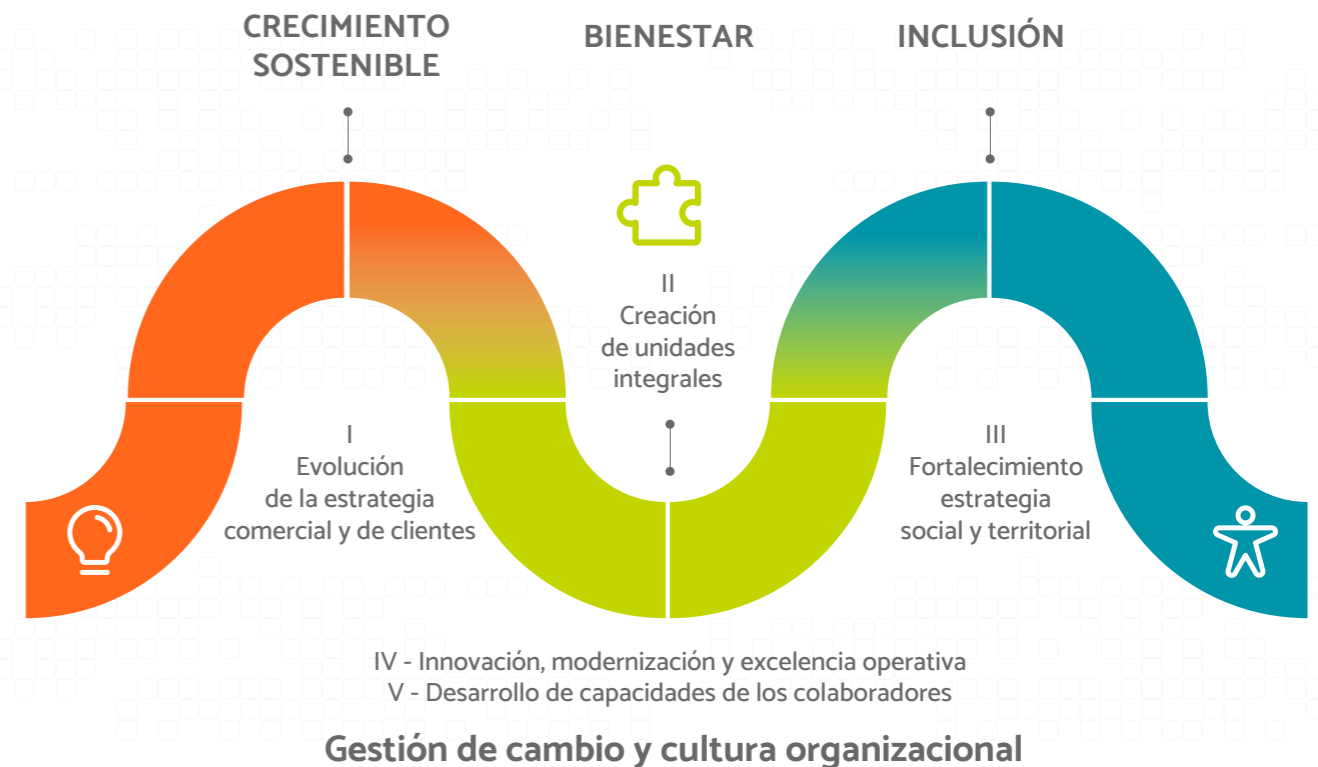 CRECIMIENTO
SOSTENIBLE
BIENESTAR
INCLUSIÓN
I
Evolución
de la estrategia
comercial y de clientes
II
Creación
de unidades
integrales
III
Fortalecimiento
estrategia
social y territorial
IV - Innovación, modernización y excelencia operativa
V - Desarrollo de capacidades de los colaboradores
Gestión de cambio y cultura organizacional